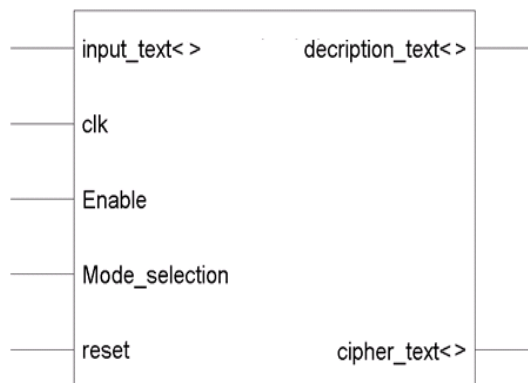 input_text< > decription_text< >
clk
Enable
Mode_selection
reset cipher_text< >